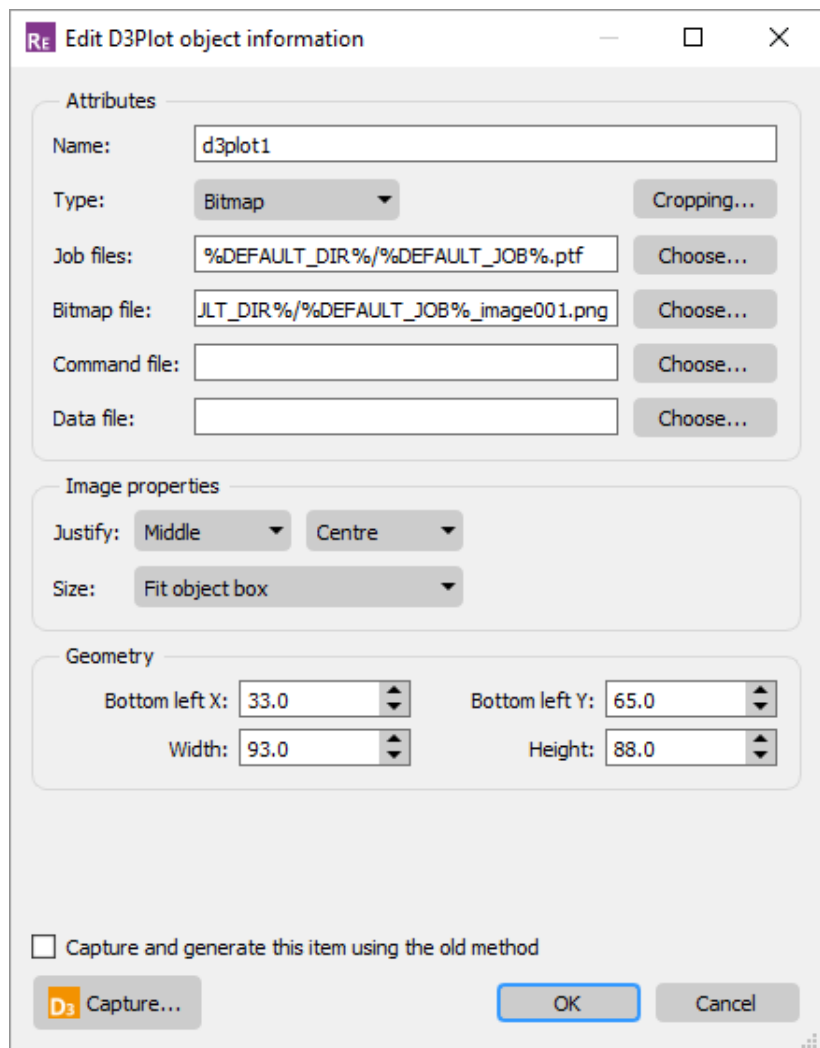 RE Edit D3Plot object information
Attributes
Name: d3plot1
Type: Bitmap Cropping...
Job files: %DEFAULT_DIR%/%DEFAULT_JOB%.ptf Choose...
Bitmap file: JLT_DIR%/%DEFAULT_JOB%_image001.png Choose...
Command file: Choose...
Data file: Choose...
Image properties
Justify: Middle Centre
Size: Fit object box
Geometry
Bottom left X: 33.0 Bottom left Y: 65.0
Width: 93.0 Height: 88.0
Capture and generate this item using the old method
D3 Capture... OK Cancel